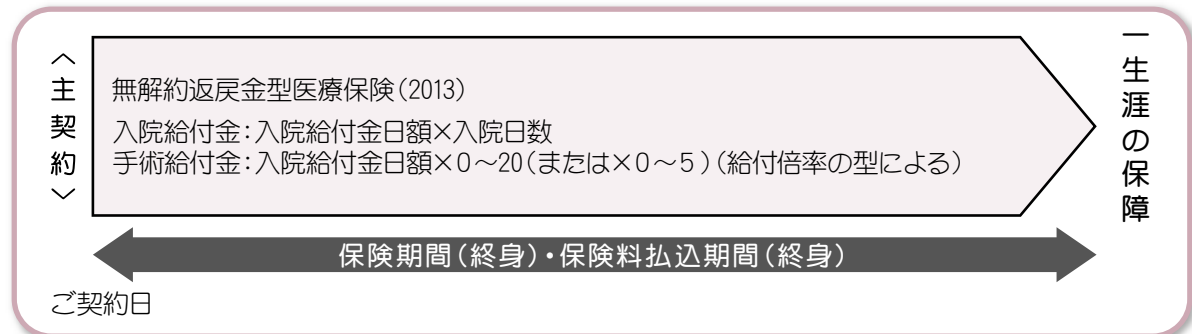 〈主契約〉
無解約返戻金型医療保険(2013)
入院給付金:入院給付金日額×入院日数
手術給付金:入院給付金日額×0～20(または×0～5)(給付倍率の型による)
一生涯の保障
保険期間(終身)・保険料払込期間(終身)
ご契約日